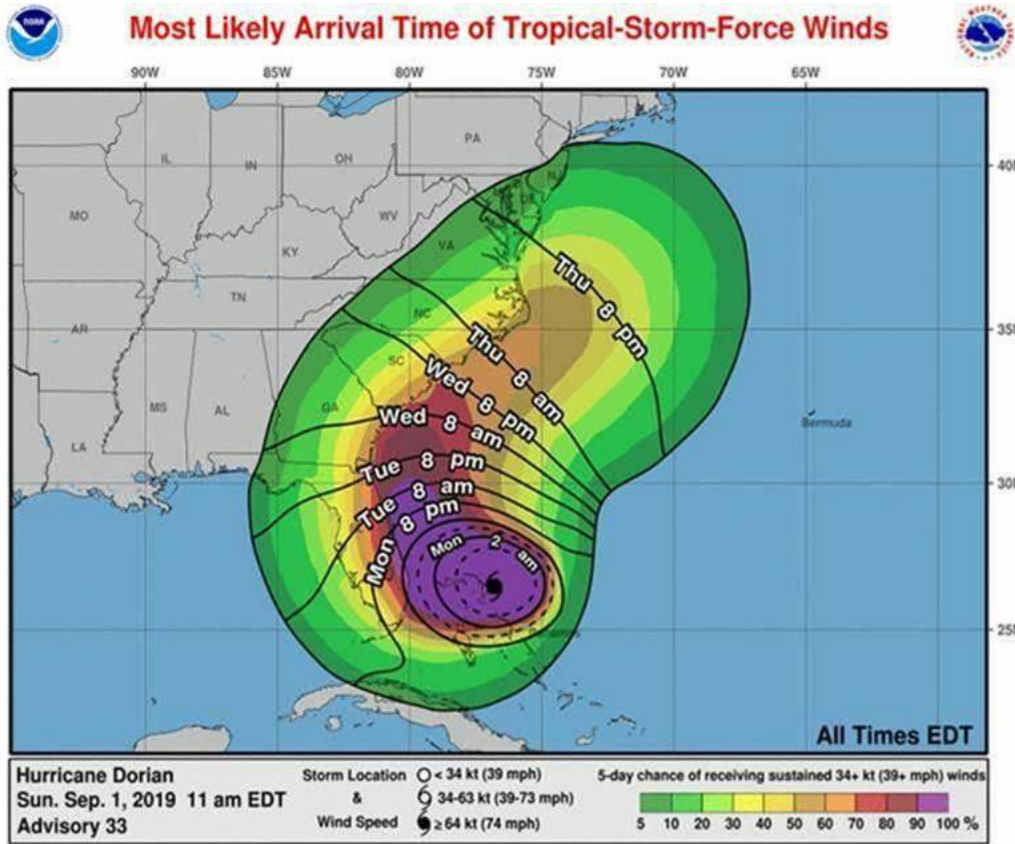 NOAA
Most Likely Arrival Time of Tropical-Storm-Force Winds
90W 85W 80W 75W 70W 65W
40N
35N
30N
25N
PA
NJ
DE
OH
IN
IL
MO
WV
VA
KY
TN
NC
AR
SC
MS
AL
GA
LA
Bermuda
Thu 8 pm
Thu 8 am
Wed 8 pm
Wed 8 am
Tue 8 pm
Tue 8 am
Mon 8 pm
Mon 2 am
All Times EDT
Hurricane Dorian
Sun. Sep. 1, 2019 11 am EDT
Advisory 33
Storm Location
&
Wind Speed
< 34 kt (39 mph)
34-63 kt (39-73 mph)
≥ 64 kt (74 mph)
5-day chance of receiving sustained 34+ kt (39+ mph) winds
5 10 20 30 40 50 60 70 80 90 100 %